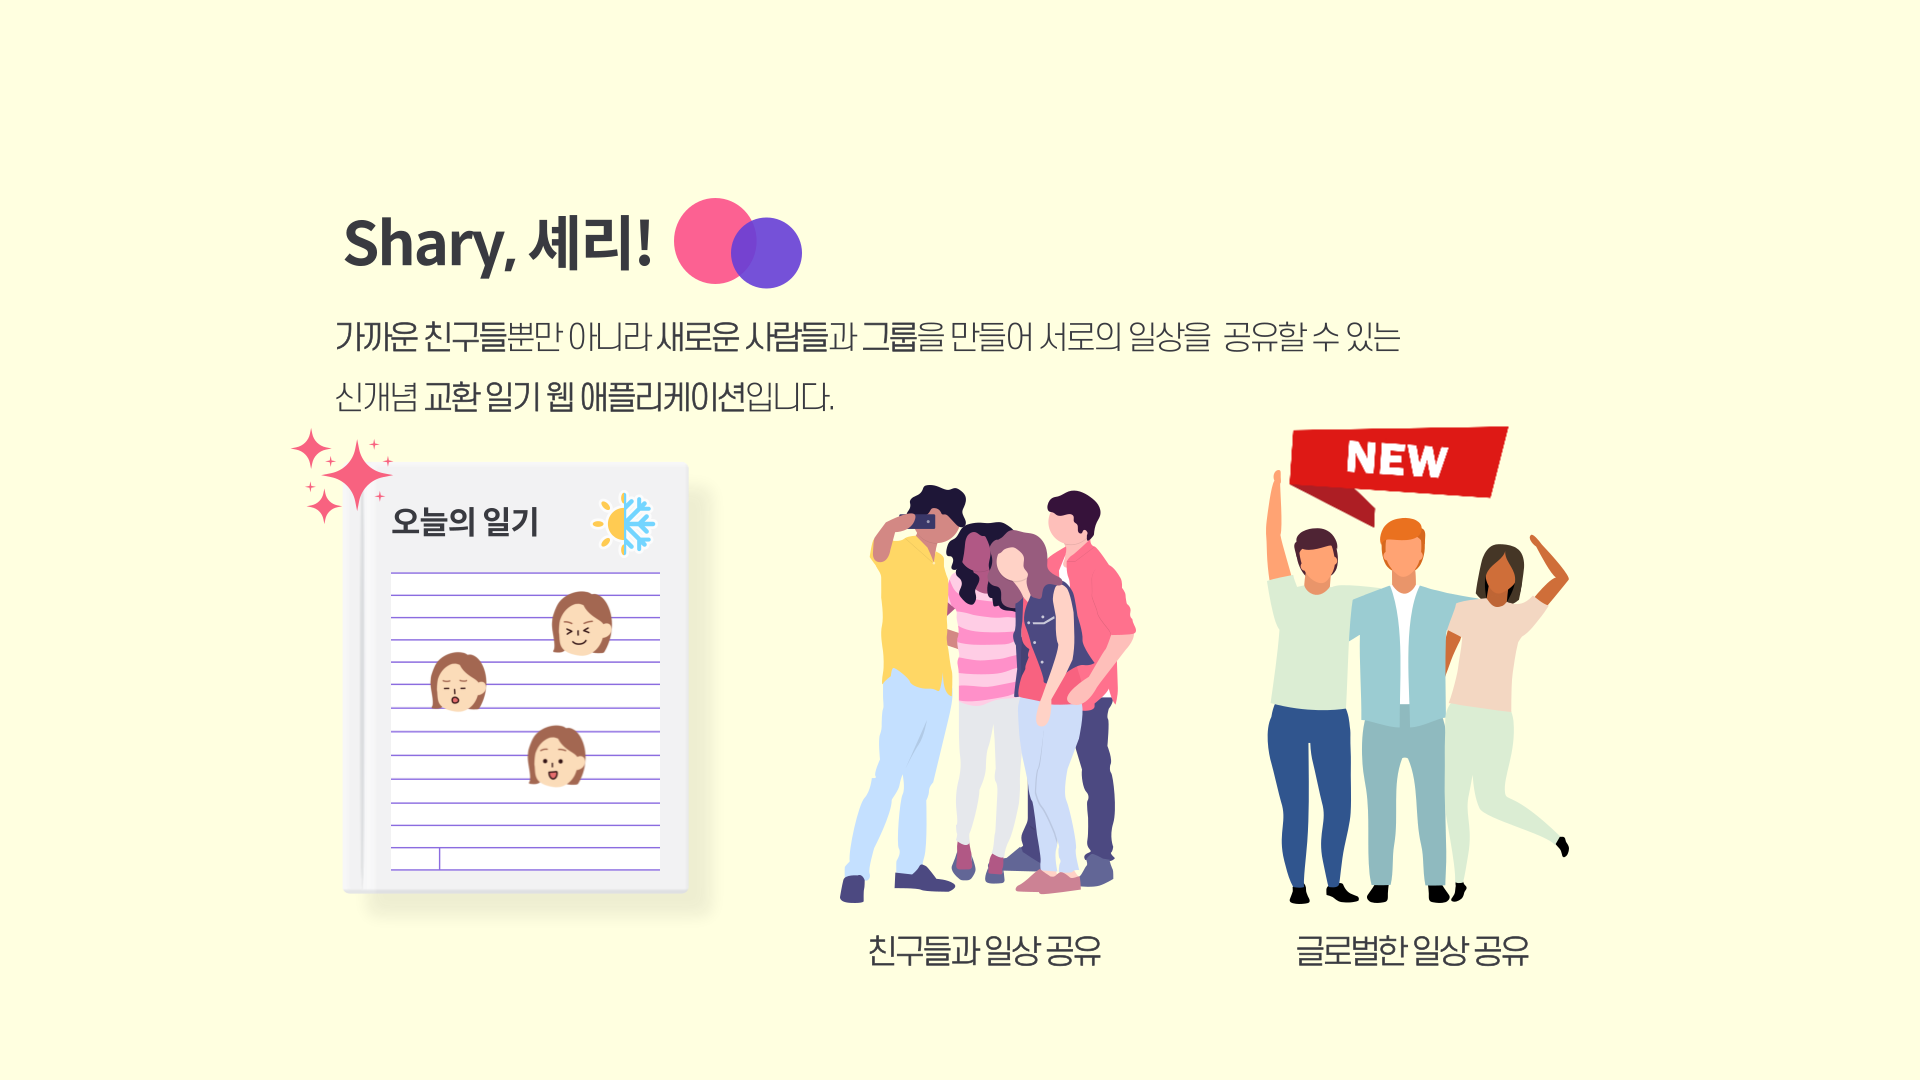 Shary, 셰리!
가까운 친구들뿐만 아니라 새로운 사람들과 그룹을 만들어 서로의 일상을 공유할 수 있는
신개념 교환 일기 웹 애플리케이션입니다.
NEW
오늘의 일기
친구들과 일상 공유
글로벌한 일상 공유